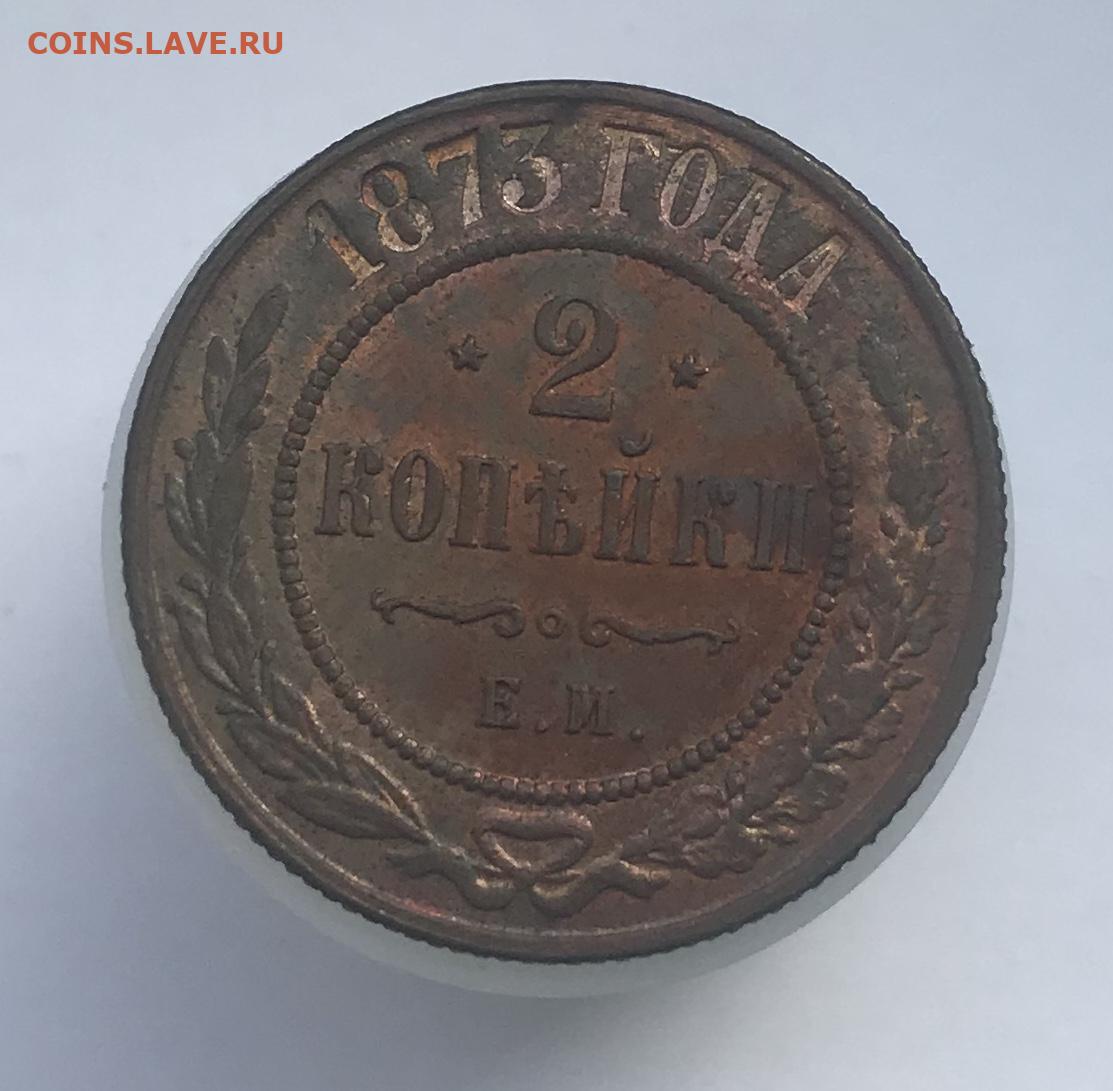 COINS.LAVE.RU
1873 ГОДА
* 2 *
КОПѢЙКИ
Е.М.